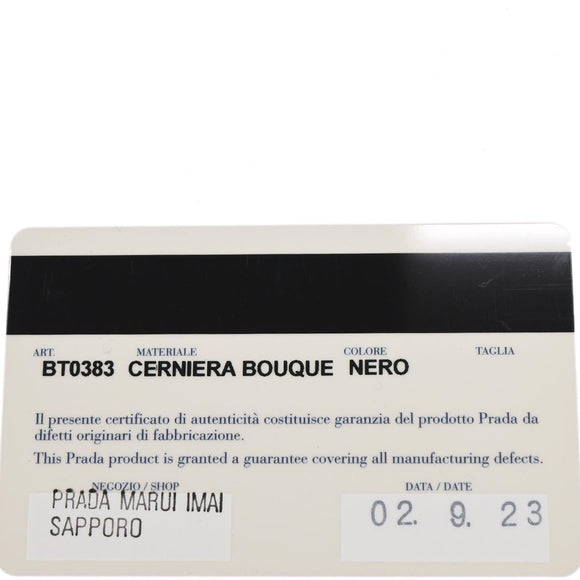 ART. MATERIALE COLORE TAGLIA
BT0383 CERNIERA BOUQUE NERO
Il presente certificato di autenticità costituisce garanzia del prodotto Prada da
difetti originari di fabbricazione.
This Prada product is granted a guarantee covering all manufacturing defects.
NEGOZIO / SHOP DATA / DATE
PRADA MARUI IMAI
SAPPORO
02. 9. 23